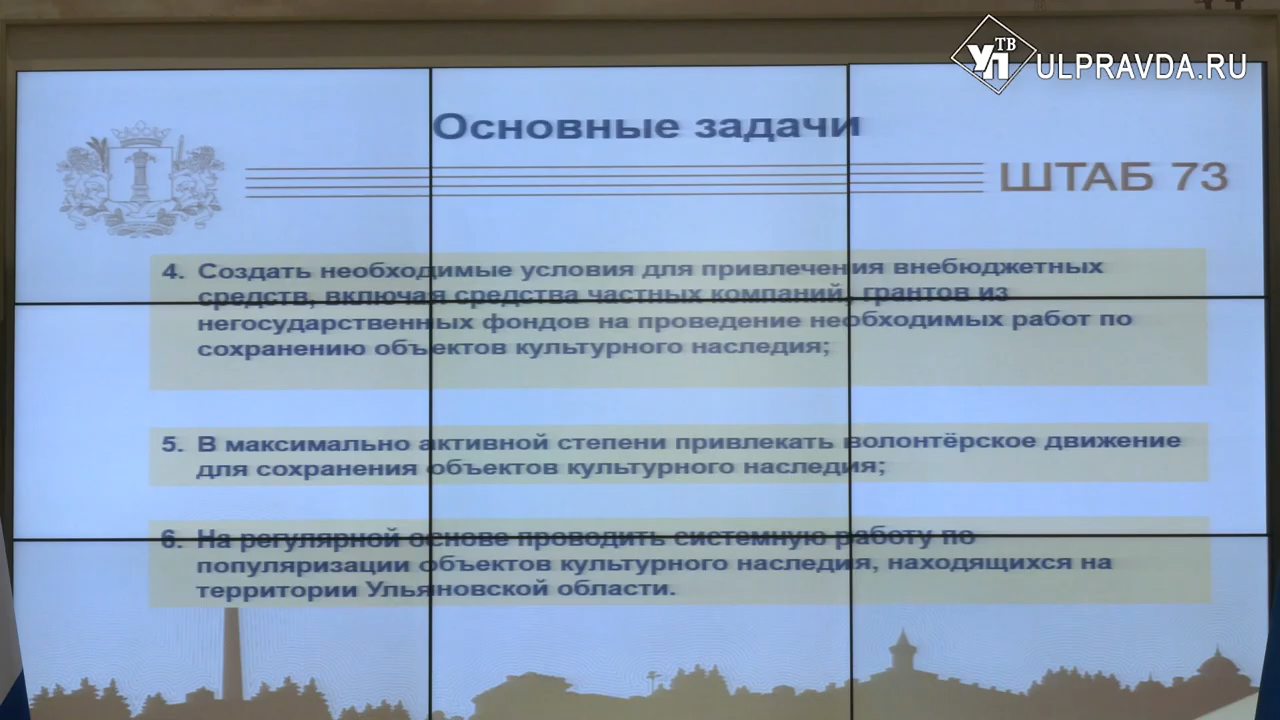 УП ТВ ULPRAVDA.RU
Основные задачи
ШТАБ 73
4. Создать необходимые условия для привлечения внебюджетных
средств, включая средства частных компаний, грантов из
негосударственных фондов на проведение необходимых работ по
сохранению объектов культурного наследия;
5. В максимально активной степени привлекать волонтёрское движение
для сохранения объектов культурного наследия;
6. На регулярной основе проводить системную работу по
популяризации объектов культурного наследия, находящихся на
территории Ульяновской области.